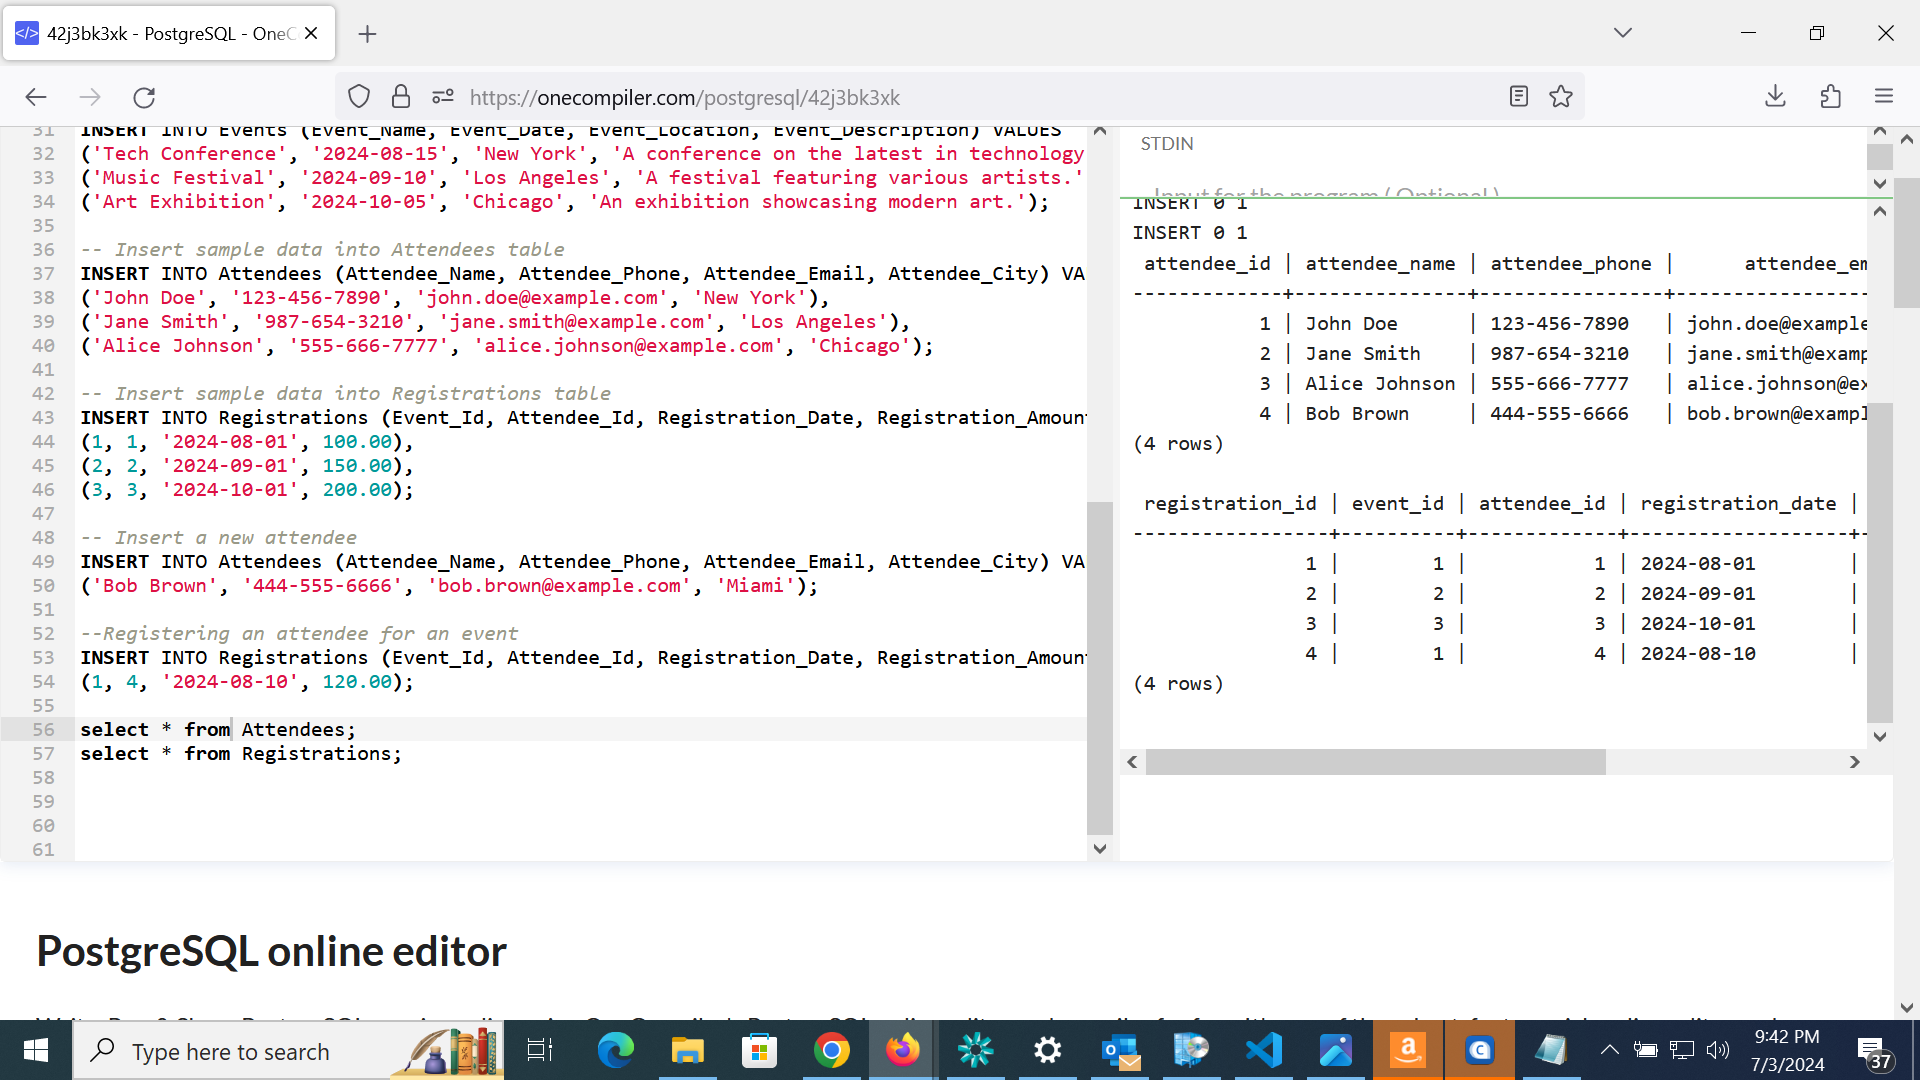 42j3bk3xk - PostgreSQL - OneC
https://onecompiler.com/postgresql/42j3bk3xk
31 INSERT INTO Events (Event_Name, Event_Date, Event_Location, Event_Description) VALUES
32 ('Tech Conference', '2024-08-15', 'New York', 'A conference on the latest in technology
33 ('Music Festival', '2024-09-10', 'Los Angeles', 'A festival featuring various artists.'
34 ('Art Exhibition', '2024-10-05', 'Chicago', 'An exhibition showcasing modern art.');
35
36 -- Insert sample data into Attendees table
37 INSERT INTO Attendees (Attendee_Name, Attendee_Phone, Attendee_Email, Attendee_City) VA
38 ('John Doe', '123-456-7890', 'john.doe@example.com', 'New York'),
39 ('Jane Smith', '987-654-3210', 'jane.smith@example.com', 'Los Angeles'),
40 ('Alice Johnson', '555-666-7777', 'alice.johnson@example.com', 'Chicago');
41
42 -- Insert sample data into Registrations table
43 INSERT INTO Registrations (Event_Id, Attendee_Id, Registration_Date, Registration_Amoun
44 (1, 1, '2024-08-01', 100.00),
45 (2, 2, '2024-09-01', 150.00),
46 (3, 3, '2024-10-01', 200.00);
47
48 -- Insert a new attendee
49 INSERT INTO Attendees (Attendee_Name, Attendee_Phone, Attendee_Email, Attendee_City) VA
50 ('Bob Brown', '444-555-6666', 'bob.brown@example.com', 'Miami');
51
52 --Registering an attendee for an event
53 INSERT INTO Registrations (Event_Id, Attendee_Id, Registration_Date, Registration_Amoun
54 (1, 4, '2024-08-10', 120.00);
55
56 select * from Attendees;
57 select * from Registrations;
58
59
60
61
STDIN
Input for the program ( Optional )
INSERT 0 1
INSERT 0 1
attendee_id | attendee_name | attendee_phone | attendee_em
-------------+---------------+----------------+-----------------
1 | John Doe | 123-456-7890 | john.doe@example
2 | Jane Smith | 987-654-3210 | jane.smith@examp
3 | Alice Johnson | 555-666-7777 | alice.johnson@ex
4 | Bob Brown | 444-555-6666 | bob.brown@exampl
(4 rows)
registration_id | event_id | attendee_id | registration_date |
-----------------+----------+-------------+-------------------+-
1 | 1 | 1 | 2024-08-01 |
2 | 2 | 2 | 2024-09-01 |
3 | 3 | 3 | 2024-10-01 |
4 | 1 | 4 | 2024-08-10 |
(4 rows)
PostgreSQL online editor
Type here to search
9:42 PM
7/3/2024
37